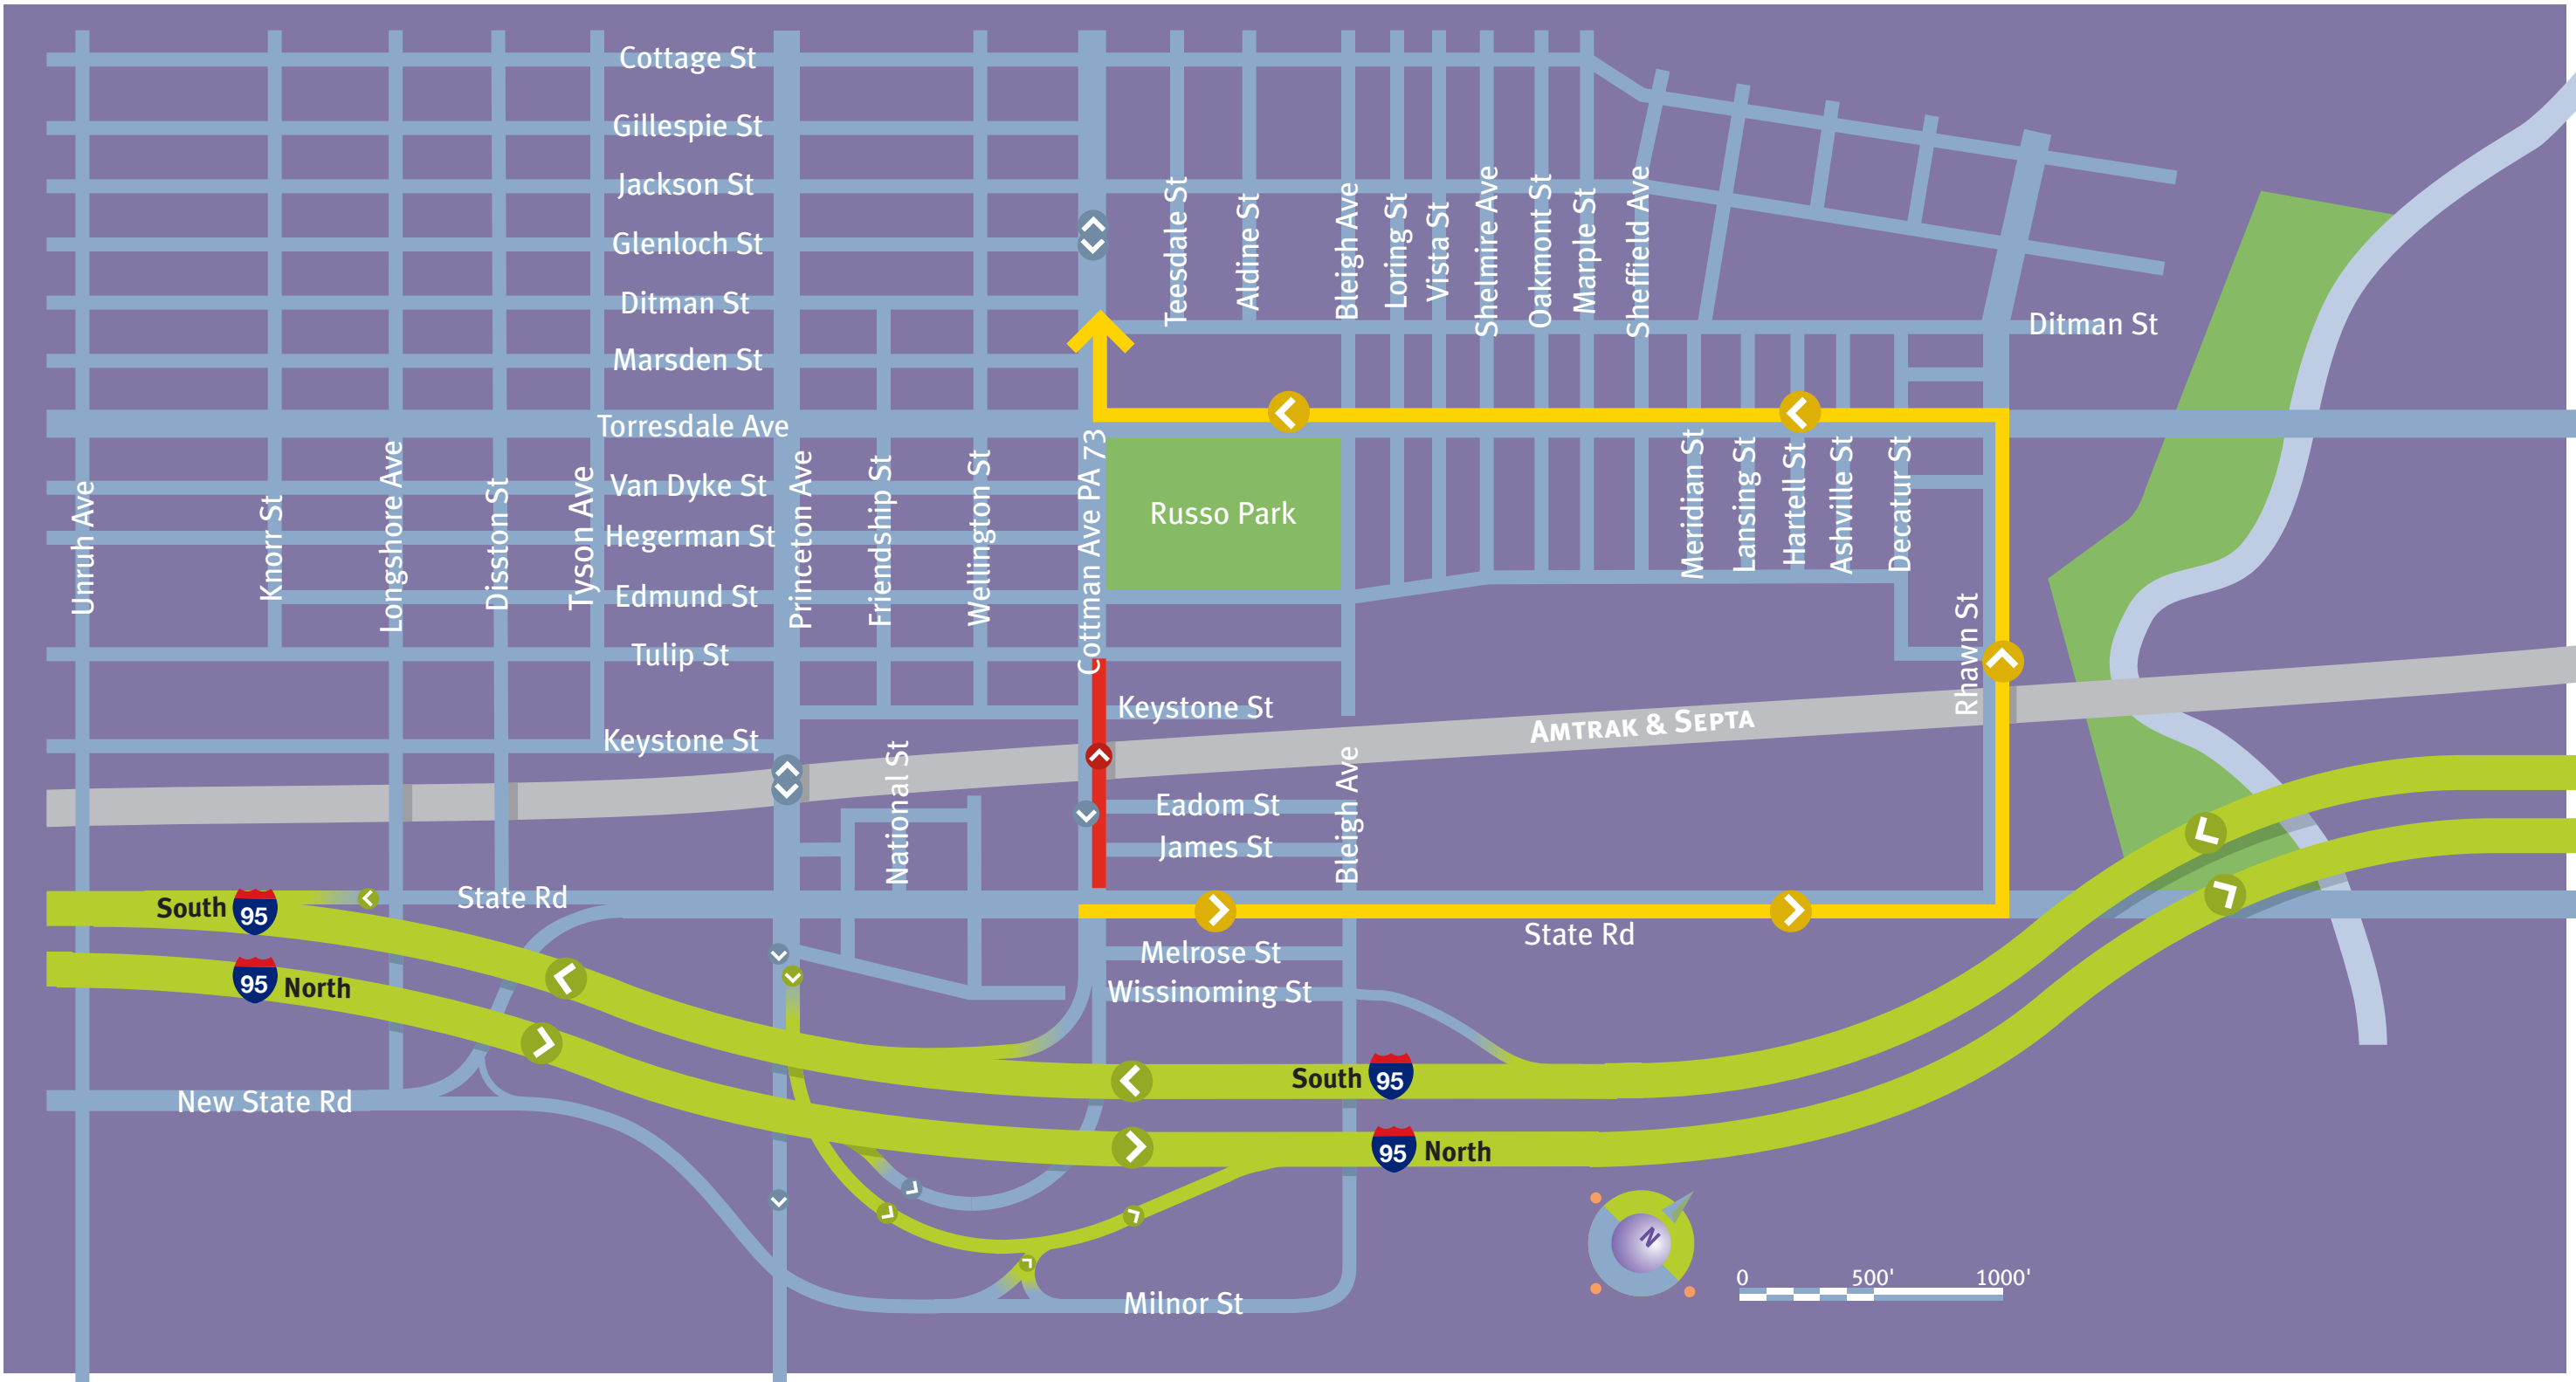 Cottage St
Gillespie St
Jackson St
Glenloch St
Ditman St
Marsden St
Torresdale Ave
Van Dyke St
Hegerman St
Edmund St
Tulip St
Keystone St
Unruh Ave
Knorr St
Longshore Ave
Disston St
Tyson Ave
Princeton Ave
Friendship St
Wellington St
Cottman Ave PA 73
Teesdale St
Aldine St
Bleigh Ave
Loring St
Vista St
Shelmire Ave
Oakmont St
Marple St
Sheffield Ave
Ditman St
Russo Park
Meridian St
Lansing St
Hartell St
Ashville St
Decatur St
Rhawn St
Keystone St
AMTRAK & SEPTA
National St
Eadom St
James St
Bleigh Ave
State Rd
South 95
95 North
State Rd
Melrose St
Wissinoming St
South 95
95 North
New State Rd
Milnor St
N
0 500' 1000'